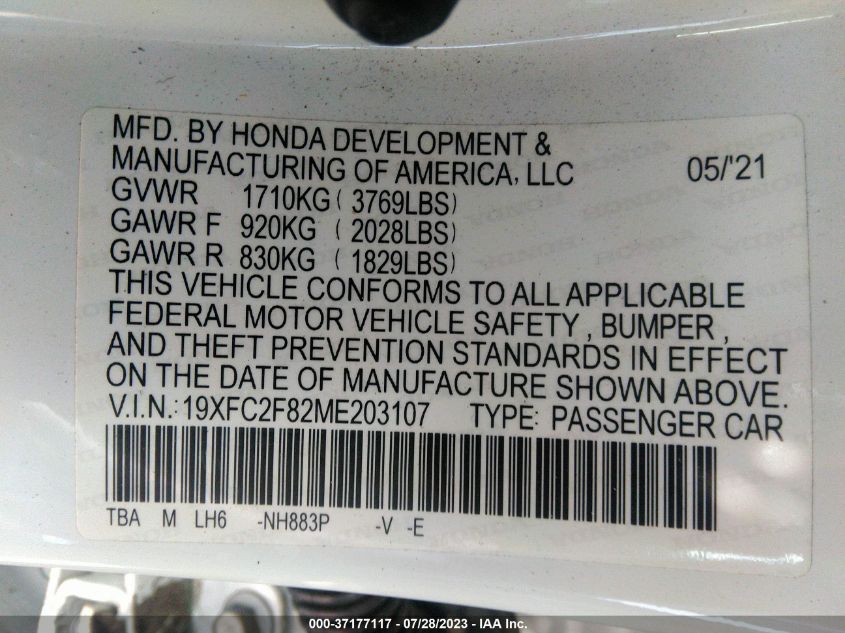 MFD. BY HONDA DEVELOPMENT &
MANUFACTURING OF AMERICA, LLC 05/'21
GVWR 1710KG ( 3769LBS)
GAWR F 920KG ( 2028LBS)
GAWR R 830KG ( 1829LBS)
THIS VEHICLE CONFORMS TO ALL APPLICABLE
FEDERAL MOTOR VEHICLE SAFETY , BUMPER ,
AND THEFT PREVENTION STANDARDS IN EFFECT
ON THE DATE OF MANUFACTURE SHOWN ABOVE.
V.I.N.: 19XFC2F82ME203107 TYPE: PASSENGER CAR
TBA M LH6 -NH883P -V -E
000-37177117 - 07/28/2023 - IAA Inc.